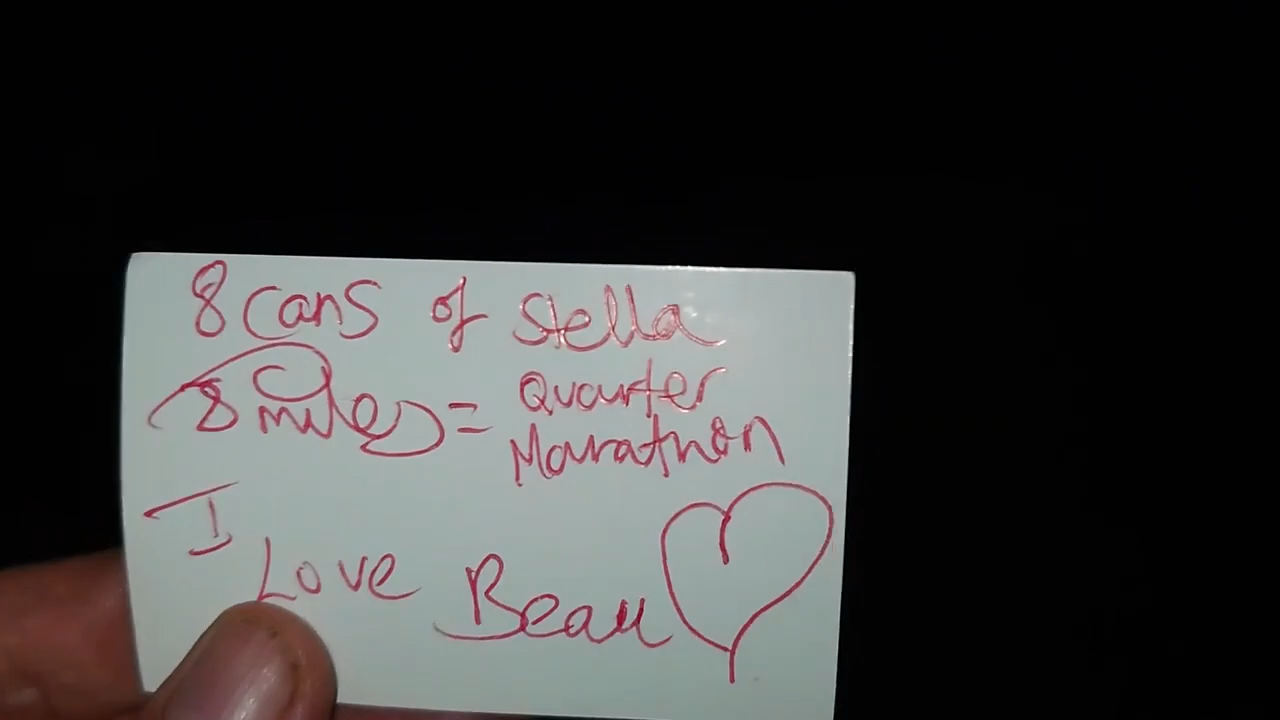 8 cans of Stella
8 miles = Quarter
Marathon
I
Love Beau